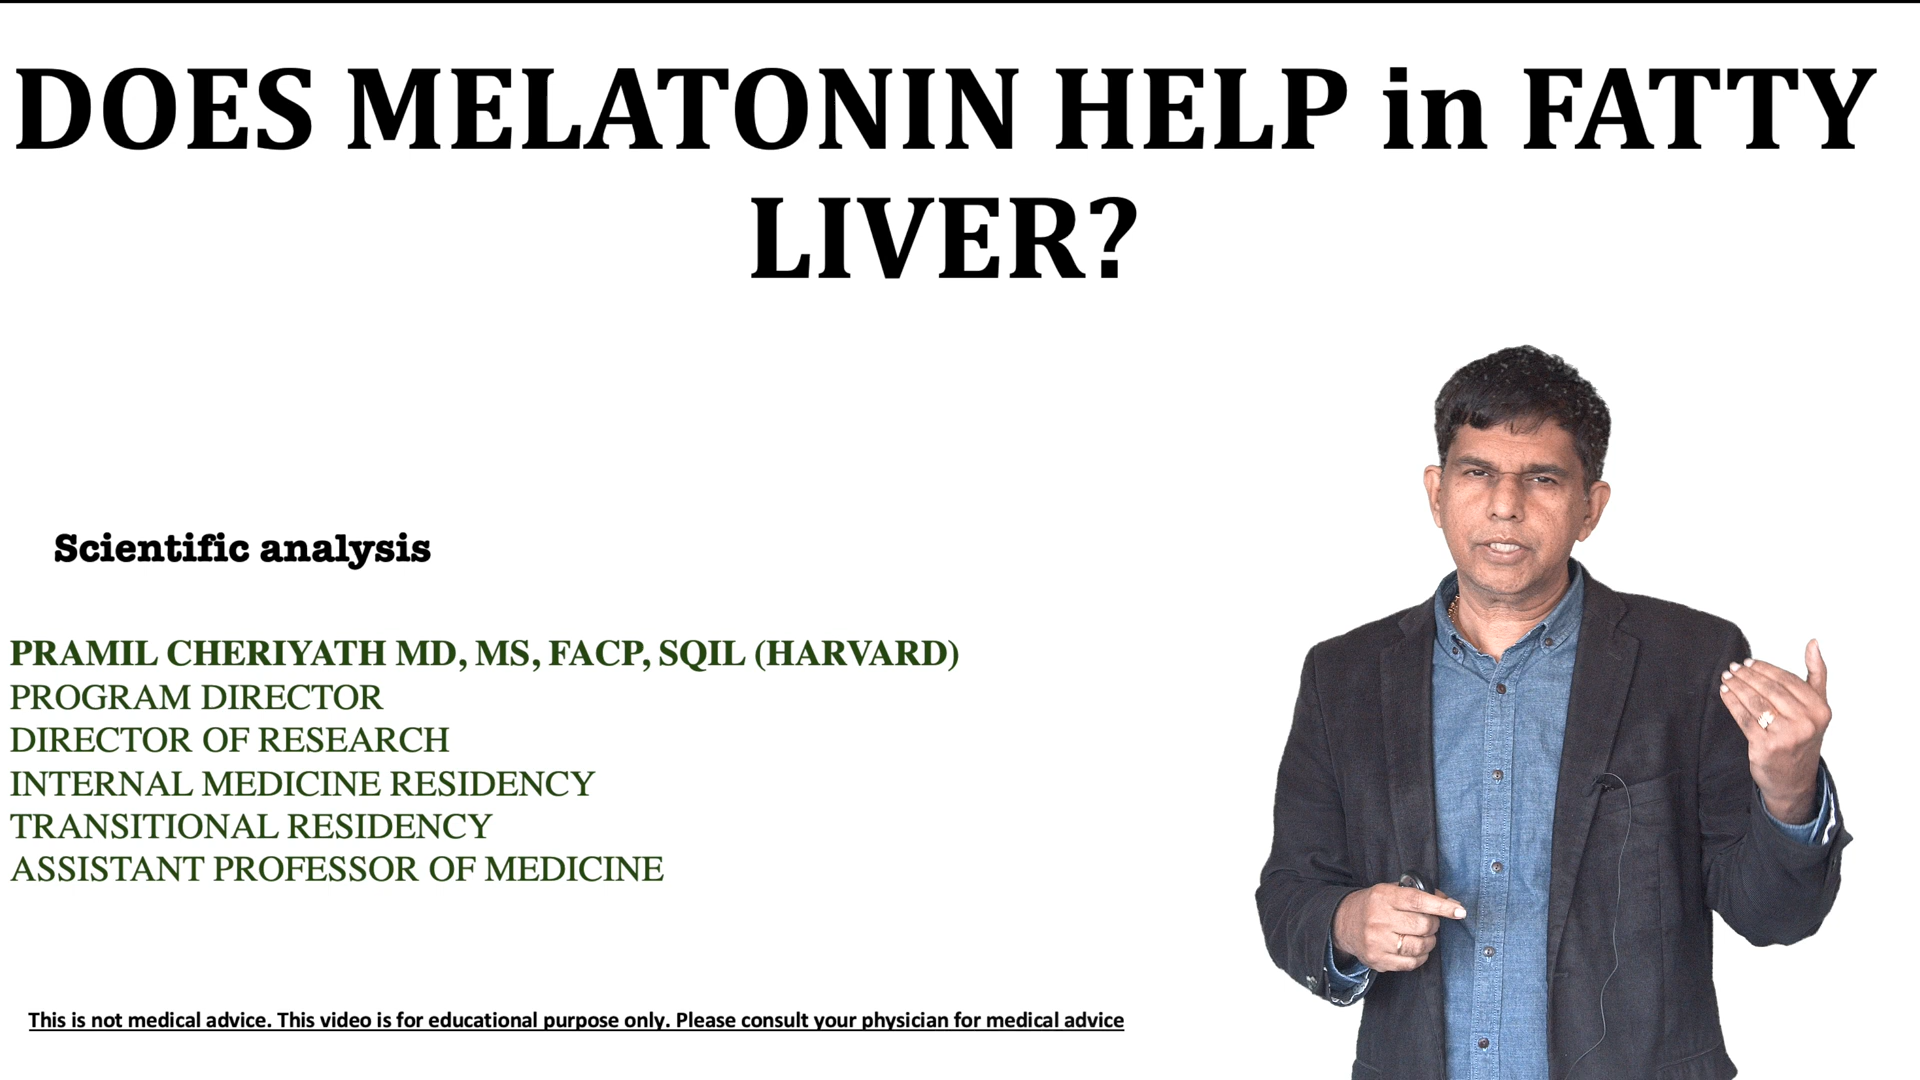 DOES MELATONIN HELP in FATTY
LIVER?
Scientific analysis
PRAMIL CHERIYATH MD, MS, FACP, SQIL (HARVARD)
PROGRAM DIRECTOR
DIRECTOR OF RESEARCH
INTERNAL MEDICINE RESIDENCY
TRANSITIONAL RESIDENCY
ASSISTANT PROFESSOR OF MEDICINE
This is not medical advice. This video is for educational purpose only. Please consult your physician for medical advice